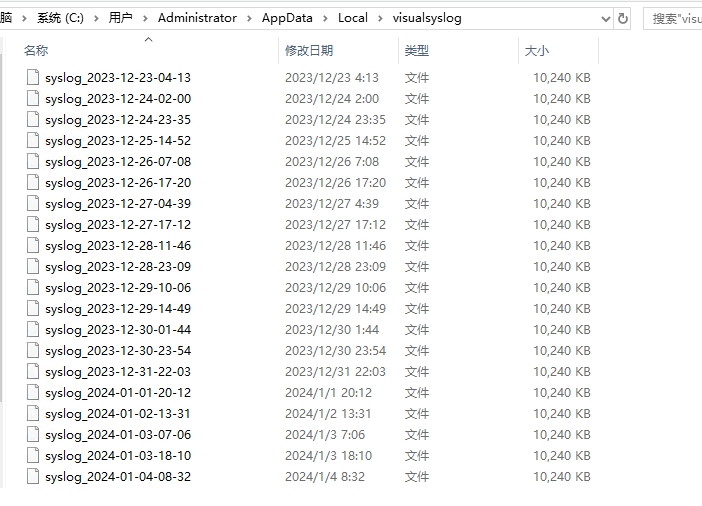 脑 > 系统 (C:) > 用户 > Administrator > AppData > Local > visualsyslog 搜索"visu
名称 修改日期 类型 大小
syslog_2023-12-23-04-13 2023/12/23 4:13 文件 10,240 KB
syslog_2023-12-24-02-00 2023/12/24 2:00 文件 10,240 KB
syslog_2023-12-24-23-35 2023/12/24 23:35 文件 10,240 KB
syslog_2023-12-25-14-52 2023/12/25 14:52 文件 10,240 KB
syslog_2023-12-26-07-08 2023/12/26 7:08 文件 10,240 KB
syslog_2023-12-26-17-20 2023/12/26 17:20 文件 10,240 KB
syslog_2023-12-27-04-39 2023/12/27 4:39 文件 10,240 KB
syslog_2023-12-27-17-12 2023/12/27 17:12 文件 10,240 KB
syslog_2023-12-28-11-46 2023/12/28 11:46 文件 10,240 KB
syslog_2023-12-28-23-09 2023/12/28 23:09 文件 10,240 KB
syslog_2023-12-29-10-06 2023/12/29 10:06 文件 10,240 KB
syslog_2023-12-29-14-49 2023/12/29 14:49 文件 10,240 KB
syslog_2023-12-30-01-44 2023/12/30 1:44 文件 10,240 KB
syslog_2023-12-30-23-54 2023/12/30 23:54 文件 10,240 KB
syslog_2023-12-31-22-03 2023/12/31 22:03 文件 10,240 KB
syslog_2024-01-01-20-12 2024/1/1 20:12 文件 10,240 KB
syslog_2024-01-02-13-31 2024/1/2 13:31 文件 10,240 KB
syslog_2024-01-03-07-06 2024/1/3 7:06 文件 10,240 KB
syslog_2024-01-03-18-10 2024/1/3 18:10 文件 10,240 KB
syslog_2024-01-04-08-32 2024/1/4 8:32 文件 10,240 KB